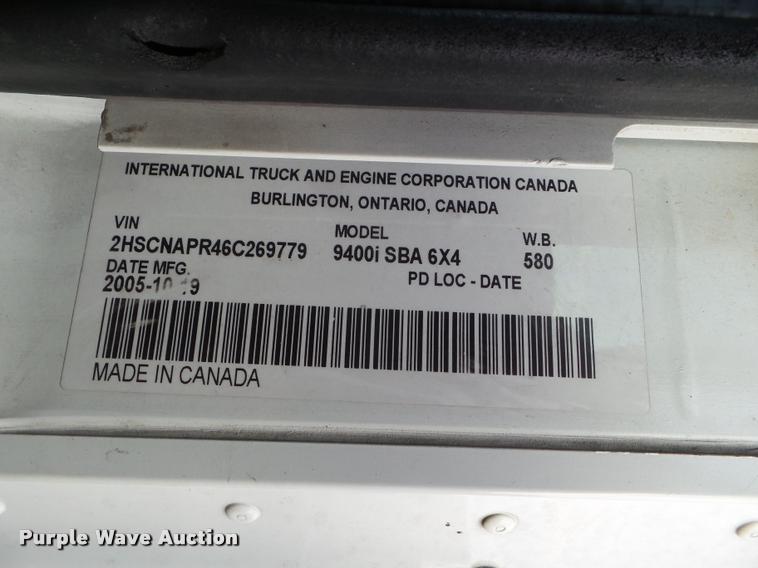 INTERNATIONAL TRUCK AND ENGINE CORPORATION CANADA
BURLINGTON, ONTARIO, CANADA
VIN MODEL W.B.
2HSCNAPR46C269779 9400i SBA 6X4 580
DATE MFG. PD LOC - DATE
MADE IN CANADA
Purple Wave Auction